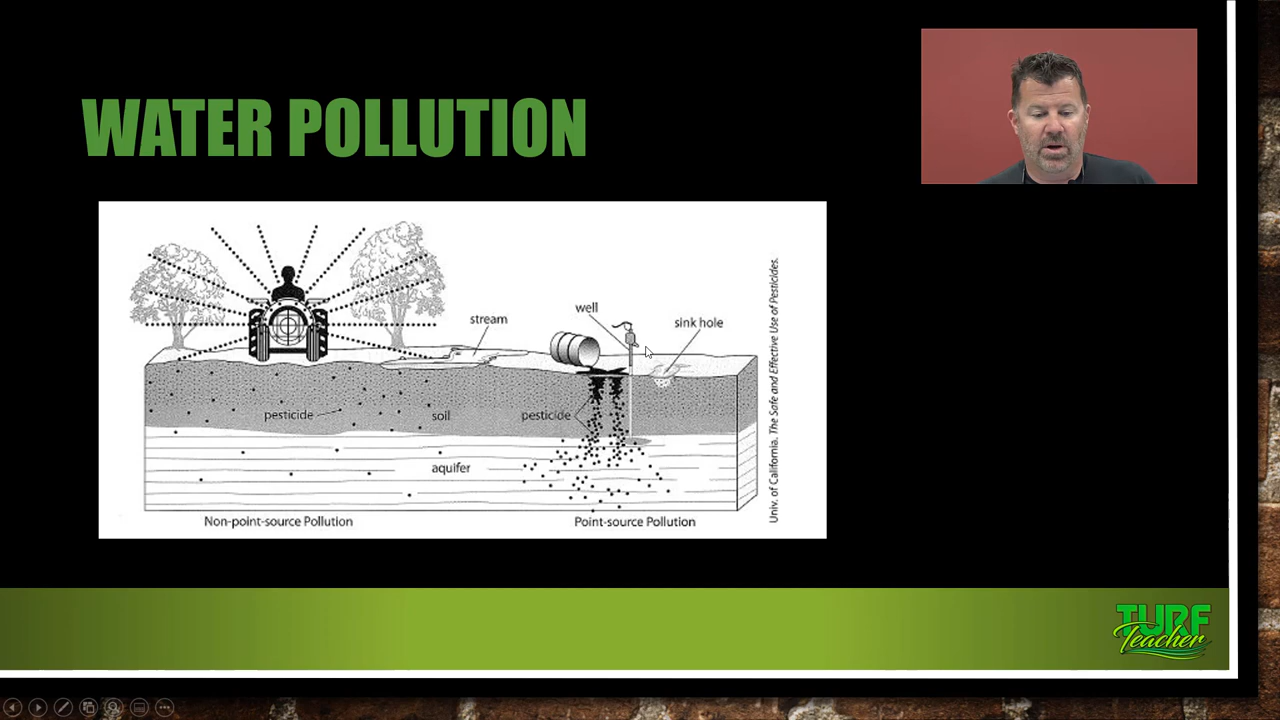 WATER POLLUTION
stream
well
sink hole
pesticide
soil
pesticide
aquifer
Non-point-source Pollution
Point-source Pollution
Univ. of California. The Safe and Effective Use of Pesticides.
TURF
Teacher